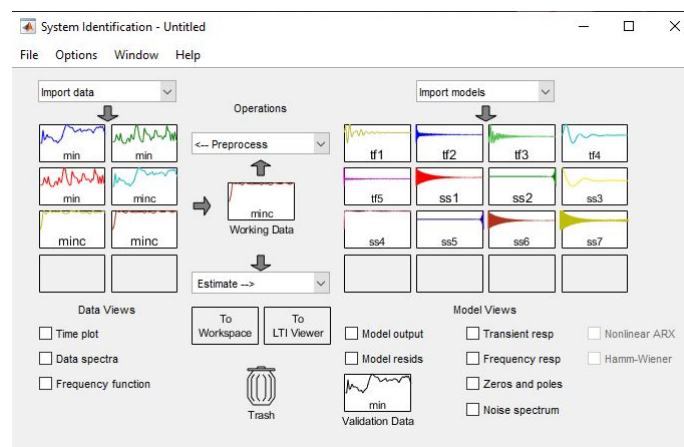 System Identification - Untitled
File Options Window Help
Import data
Import models
Operations
<-- Preprocess
min min
min minc
minc minc
minc
Working Data
Estimate -->
To Workspace
To LTI Viewer
Trash
tf1 tf2 tf3 tf4
tf5 ss1 ss2 ss3
ss4 ss5 ss6 ss7
Data Views
Time plot
Data spectra
Frequency function
Model Views
Model output
Model resids
min
Validation Data
Transient resp
Frequency resp
Zeros and poles
Noise spectrum
Nonlinear ARX
Hamm-Wiener